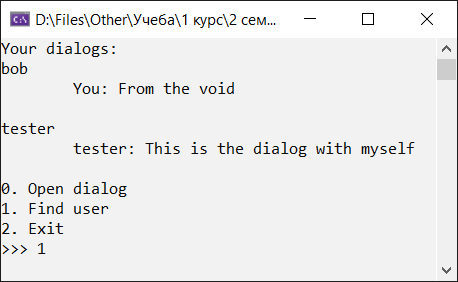 D:\Files\Other\Учеба\1 курс\2 сем...
Your dialogs:
bob
You: From the void
tester
tester: This is the dialog with myself
0. Open dialog
1. Find user
2. Exit
>>> 1